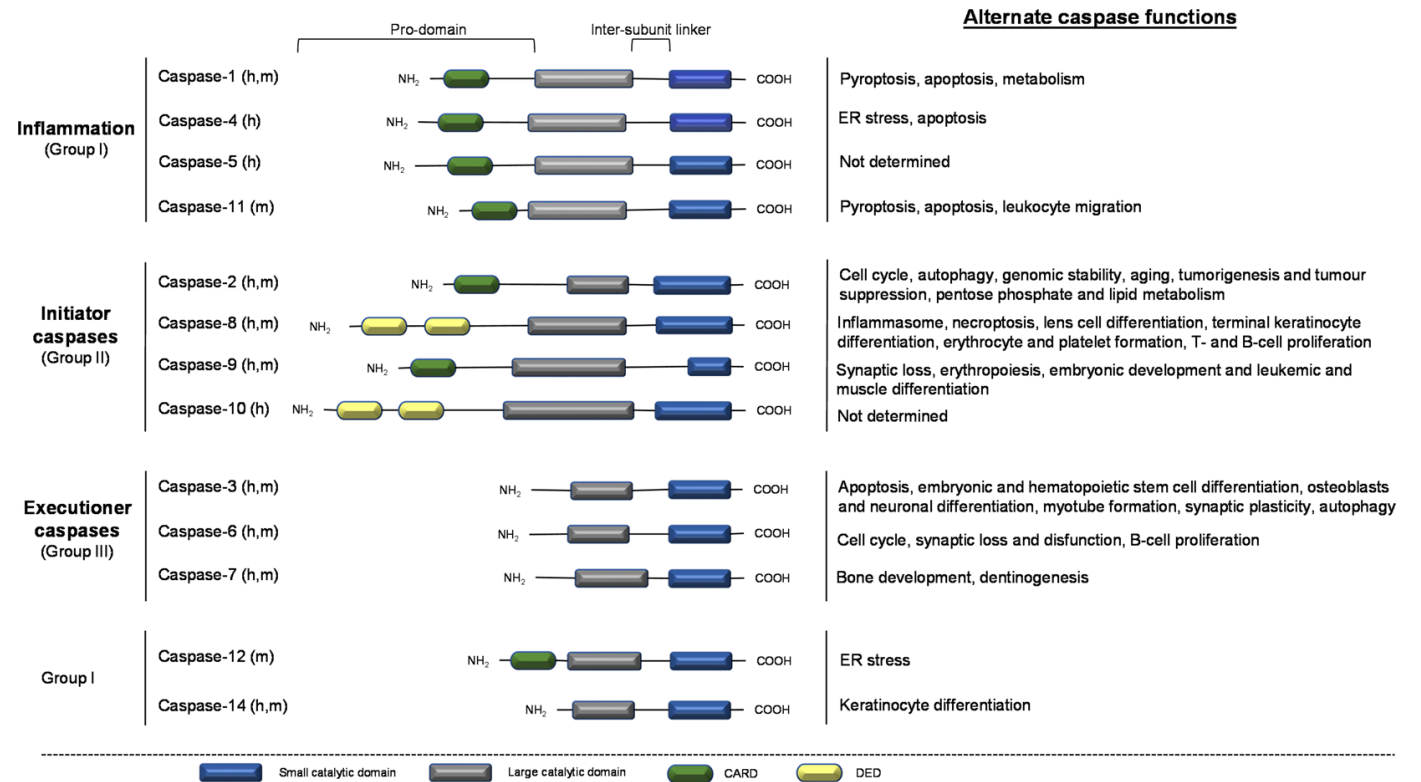 Alternate caspase functions
Pro-domain
Inter-subunit linker
Inflammation
(Group I)
Caspase-1 (h,m)
NH2
COOH
Pyroptosis, apoptosis, metabolism
Caspase-4 (h)
NH2
COOH
ER stress, apoptosis
Caspase-5 (h)
NH2
COOH
Not determined
Caspase-11 (m)
NH2
COOH
Pyroptosis, apoptosis, leukocyte migration
Initiator
caspases
(Group II)
Caspase-2 (h,m)
NH2
COOH
Cell cycle, autophagy, genomic stability, aging, tumorigenesis and tumour
suppression, pentose phosphate and lipid metabolism
Caspase-8 (h,m)
NH2
COOH
Inflammasome, necroptosis, lens cell differentiation, terminal keratinocyte
differentiation, erythrocyte and platelet formation, T- and B-cell proliferation
Caspase-9 (h,m)
NH2
COOH
Synaptic loss, erythropoiesis, embryonic development and leukemic and
muscle differentiation
Caspase-10 (h)
NH2
COOH
Not determined
Executioner
caspases
(Group III)
Caspase-3 (h,m)
NH2
COOH
Apoptosis, embryonic and hematopoietic stem cell differentiation, osteoblasts
and neuronal differentiation, myotube formation, synaptic plasticity, autophagy
Caspase-6 (h,m)
NH2
COOH
Cell cycle, synaptic loss and disfunction, B-cell proliferation
Caspase-7 (h,m)
NH2
COOH
Bone development, dentinogenesis
Group I
Caspase-12 (m)
NH2
COOH
ER stress
Caspase-14 (h,m)
NH2
COOH
Keratinocyte differentiation
Small catalytic domain
Large catalytic domain
CARD
DED